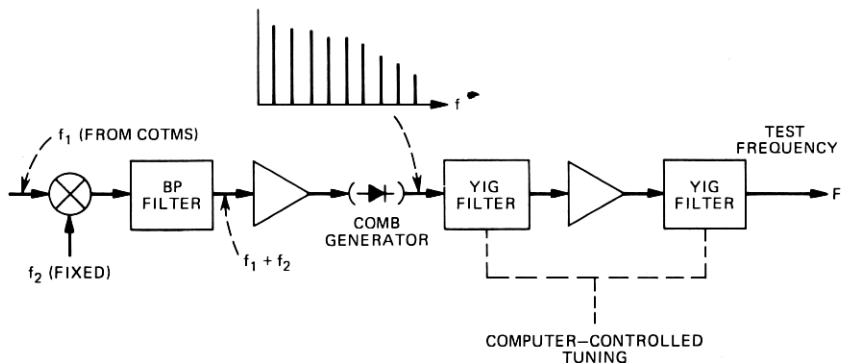 f
f1 (FROM COTMS)
BP
FILTER
f2 (FIXED)
f1 + f2
COMB
GENERATOR
YIG
FILTER
YIG
FILTER
TEST
FREQUENCY
F
COMPUTER–CONTROLLED
TUNING